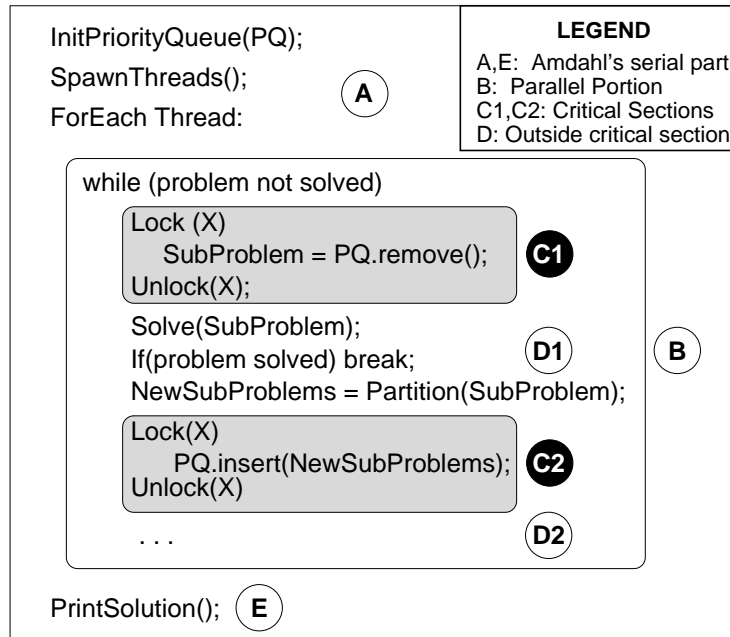 InitPriorityQueue(PQ);
SpawnThreads();
ForEach Thread:
A
LEGEND
A,E: Amdahl's serial part
B: Parallel Portion
C1,C2: Critical Sections
D: Outside critical section
while (problem not solved)
Lock (X)
SubProblem = PQ.remove();
Unlock(X);
C1
Solve(SubProblem);
If(problem solved) break;
NewSubProblems = Partition(SubProblem);
D1
B
Lock(X)
PQ.insert(NewSubProblems);
Unlock(X)
C2
. . .
D2
PrintSolution();
E